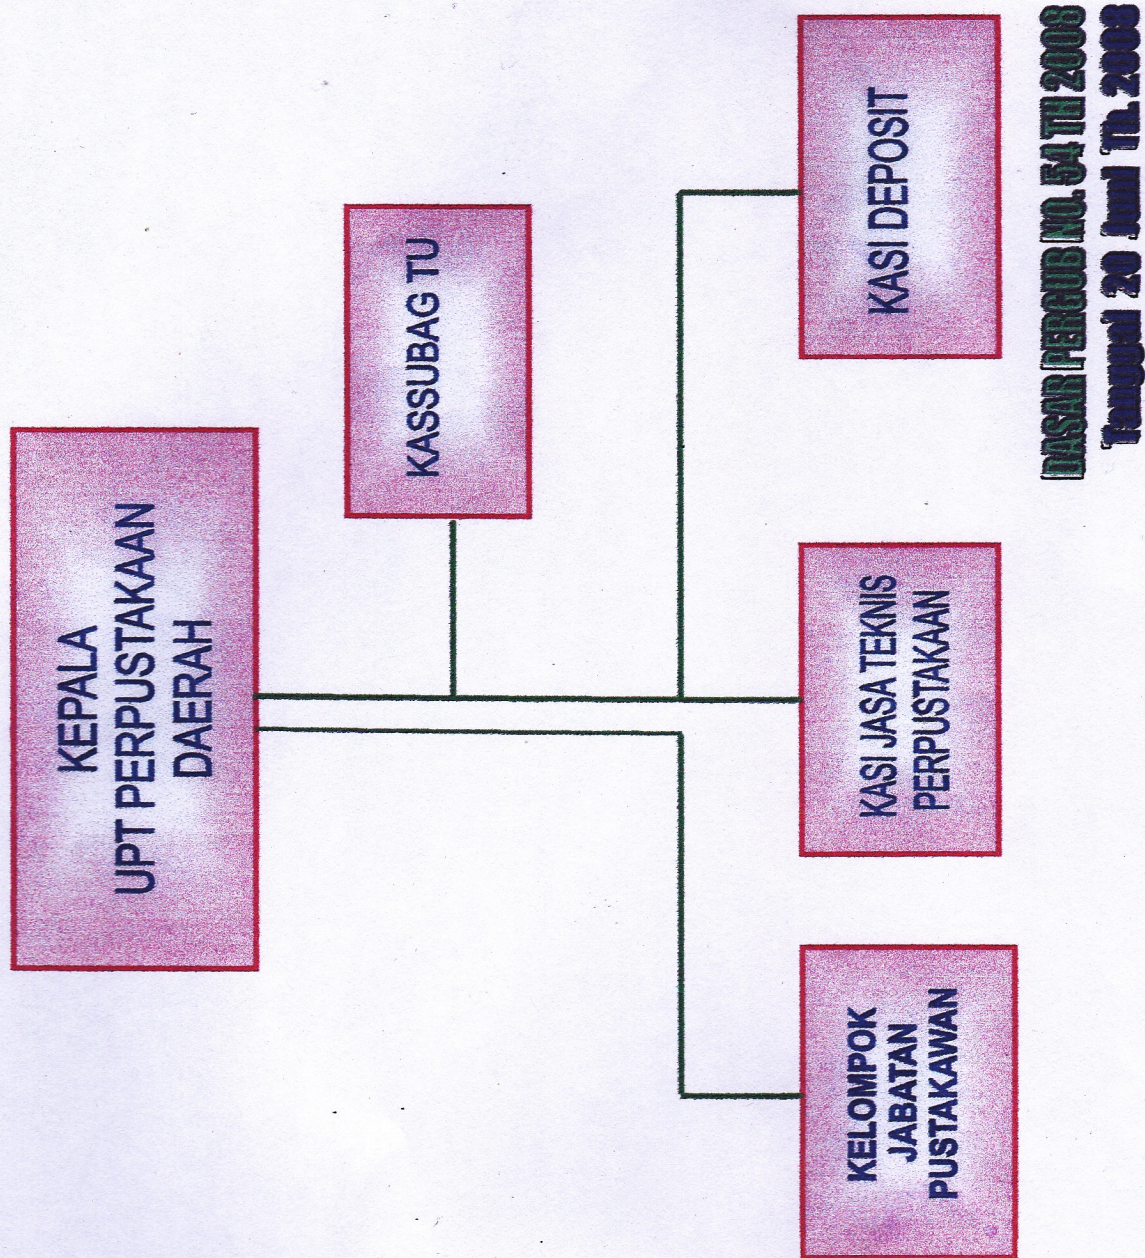 KEPALA
UPT PERPUSTAKAAN
DAERAH
KASSUBAG TU
KELOMPOK
JABATAN
PUSTAKAWAN
KASI JASA TEKNIS
PERPUSTAKAAN
KASI DEPOSIT
DASAR PERGUB NO. 54 TH 2008
Tanggal 20 Juni Th. 2008